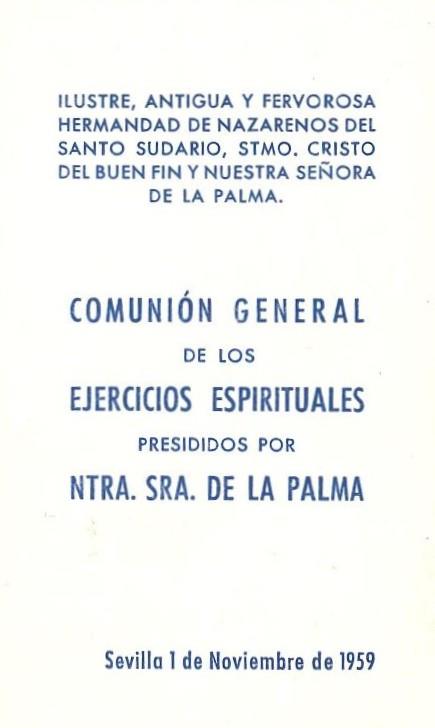 ILUSTRE, ANTIGUA Y FERVOROSA
HERMANDAD DE NAZARENOS DEL
SANTO SUDARIO, STMO. CRISTO
DEL BUEN FIN Y NUESTRA SEÑORA
DE LA PALMA.
COMUNIÓN GENERAL
DE LOS
EJERCICIOS ESPIRITUALES
PRESIDIDOS POR
NTRA. SRA. DE LA PALMA
Sevilla 1 de Noviembre de 1959